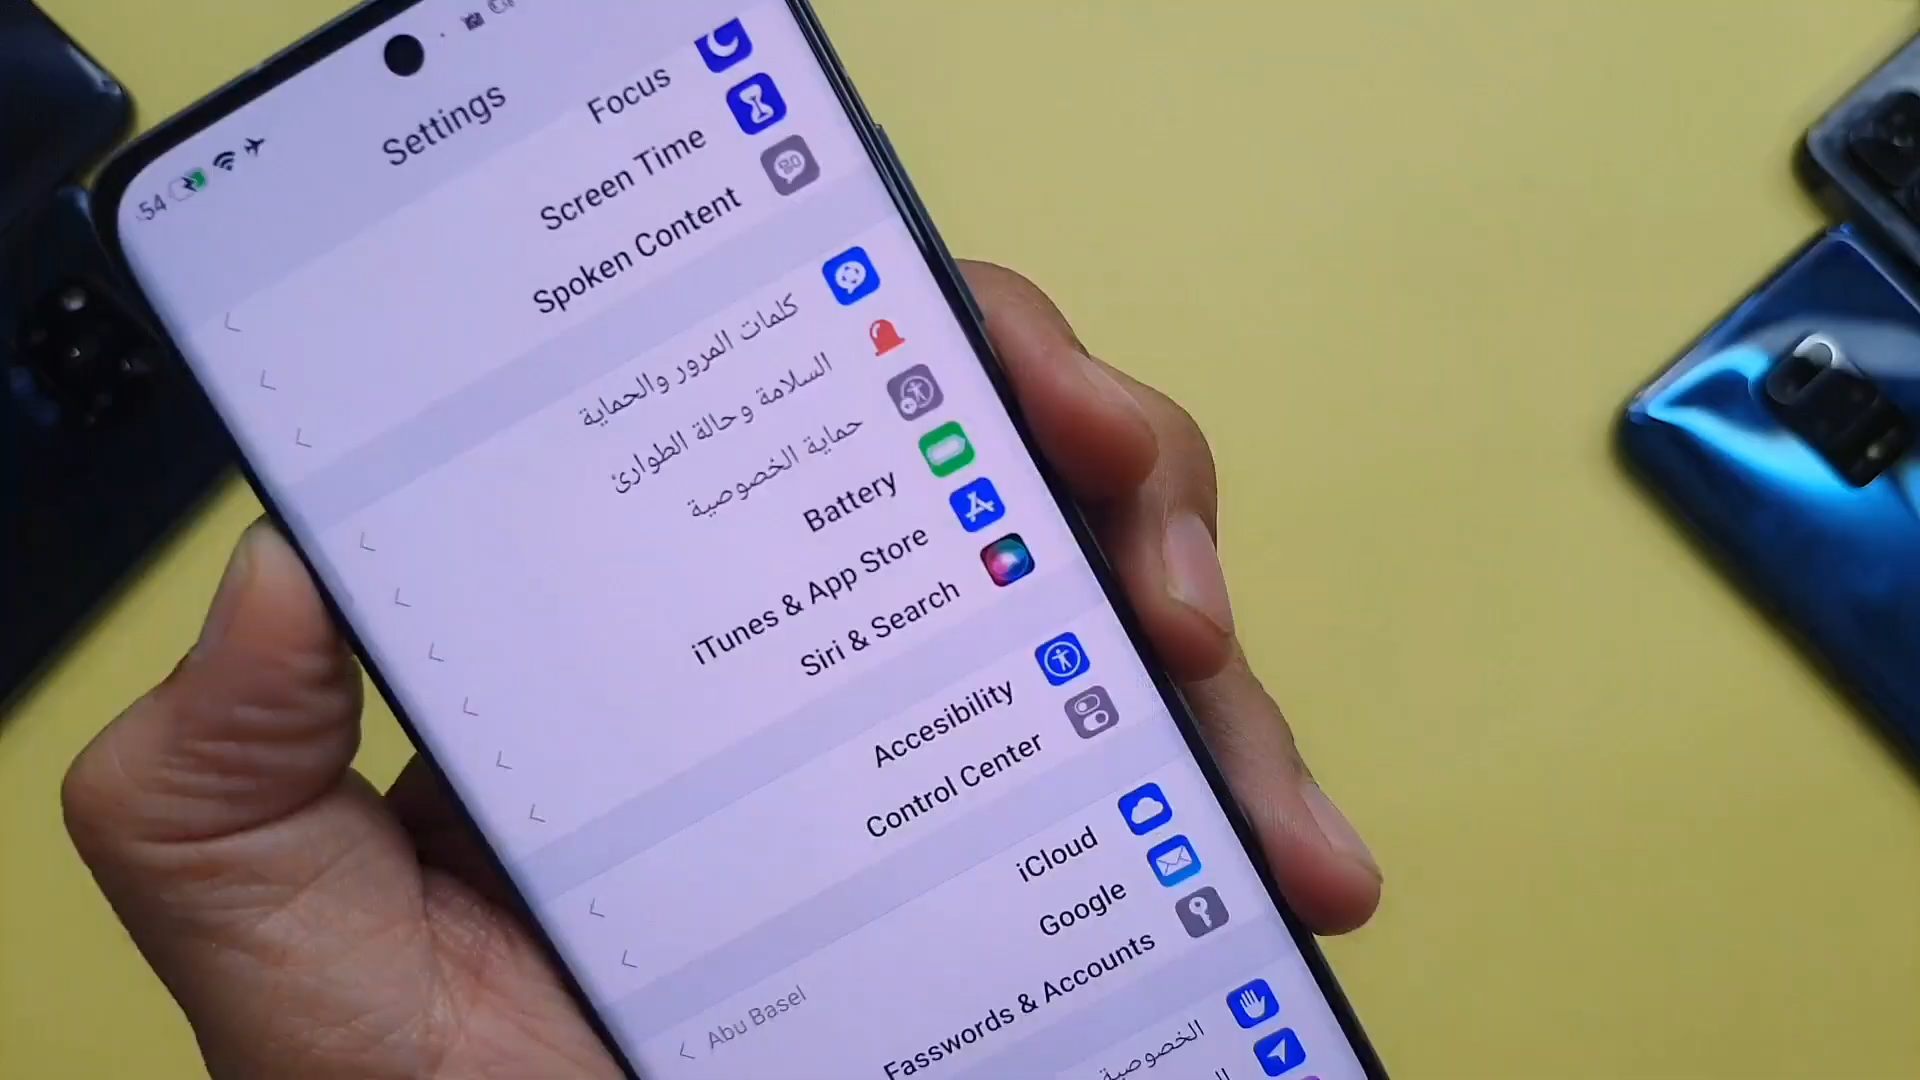 54
Settings
Focus
Screen Time
Spoken Content
كلمات المرور والحماية
السلامة وحالة الطوارئ
حماية الخصوصية
Battery
iTunes & App Store
Siri & Search
Accesibility
Control Center
iCloud
Google
Abu Basel
Fasswords & Accounts
الخصوصية